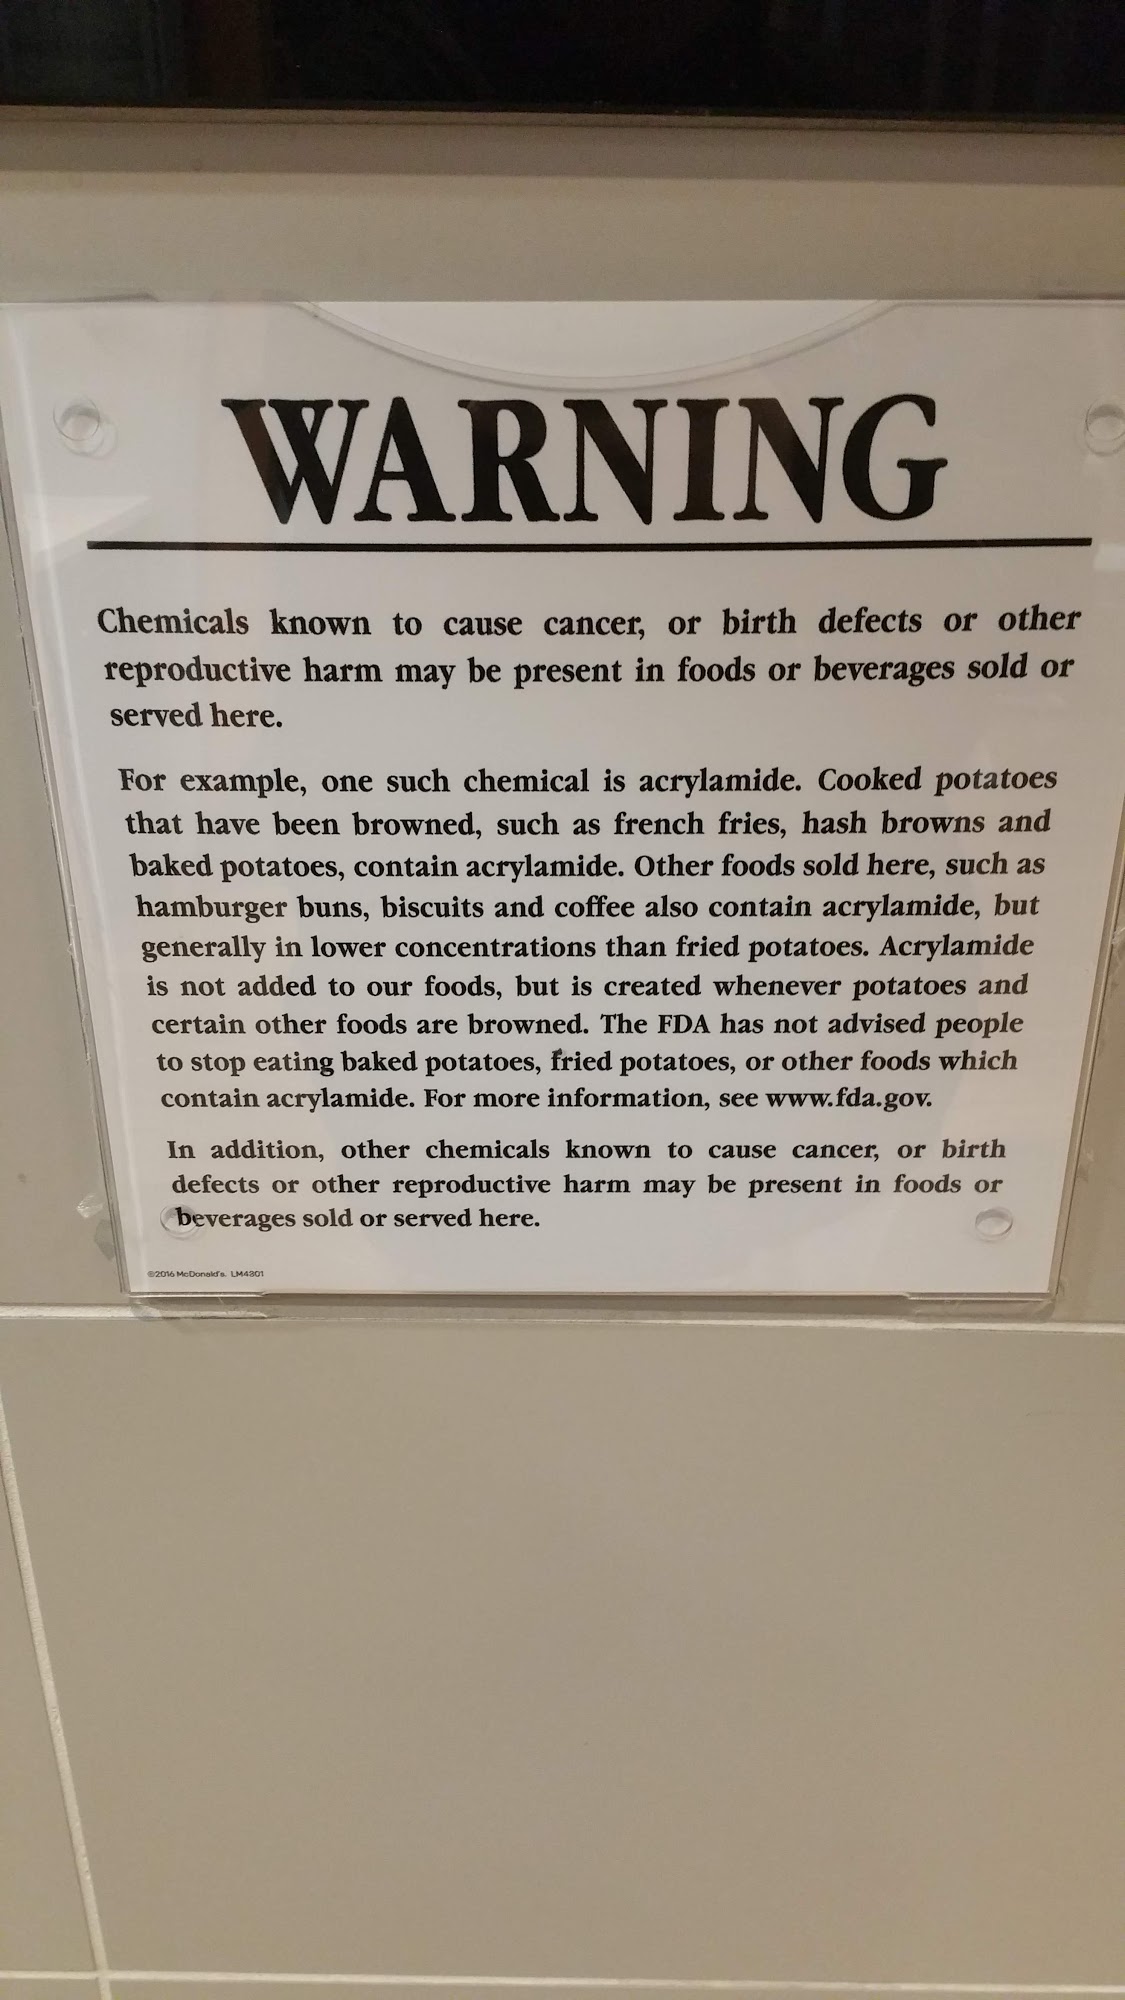 WARNING
Chemicals known to cause cancer, or birth defects or other
reproductive harm may be present in foods or beverages sold or
served here.
For example, one such chemical is acrylamide. Cooked potatoes
that have been browned, such as french fries, hash browns and
baked potatoes, contain acrylamide. Other foods sold here, such as
hamburger buns, biscuits and coffee also contain acrylamide, but
generally in lower concentrations than fried potatoes. Acrylamide
is not added to our foods, but is created whenever potatoes and
certain other foods are browned. The FDA has not advised people
to stop eating baked potatoes, fried potatoes, or other foods which
contain acrylamide. For more information, see www.fda.gov.
In addition, other chemicals known to cause cancer, or birth
defects or other reproductive harm may be present in foods or
beverages sold or served here.
©2016 McDonald's. LM4301